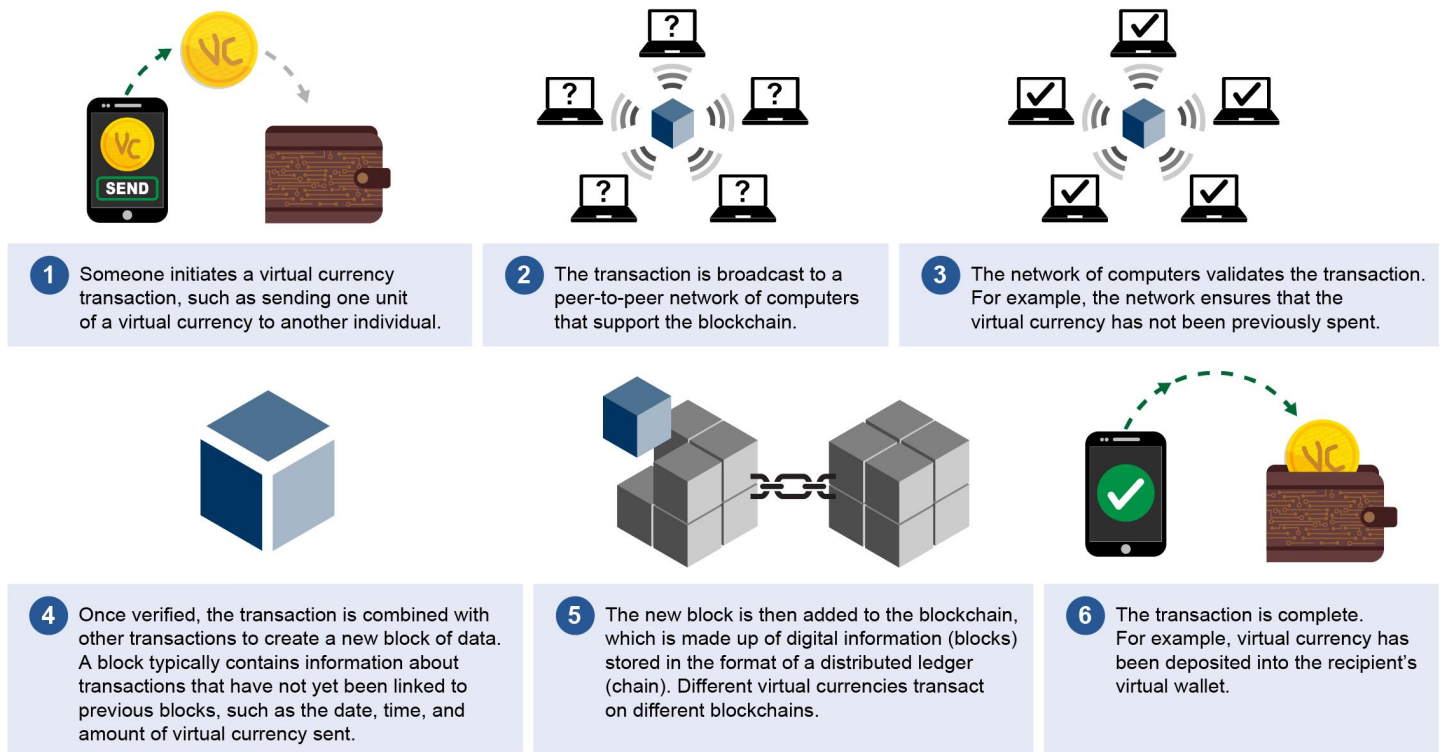 VC
VC
SEND
?
?
?
?
?
1 Someone initiates a virtual currency
transaction, such as sending one unit
of a virtual currency to another individual.
2 The transaction is broadcast to a
peer-to-peer network of computers
that support the blockchain.
3 The network of computers validates the transaction.
For example, the network ensures that the
virtual currency has not been previously spent.
VC
4 Once verified, the transaction is combined with
other transactions to create a new block of data.
A block typically contains information about
transactions that have not yet been linked to
previous blocks, such as the date, time, and
amount of virtual currency sent.
5 The new block is then added to the blockchain,
which is made up of digital information (blocks)
stored in the format of a distributed ledger
(chain). Different virtual currencies transact
on different blockchains.
6 The transaction is complete.
For example, virtual currency has
been deposited into the recipient's
virtual wallet.